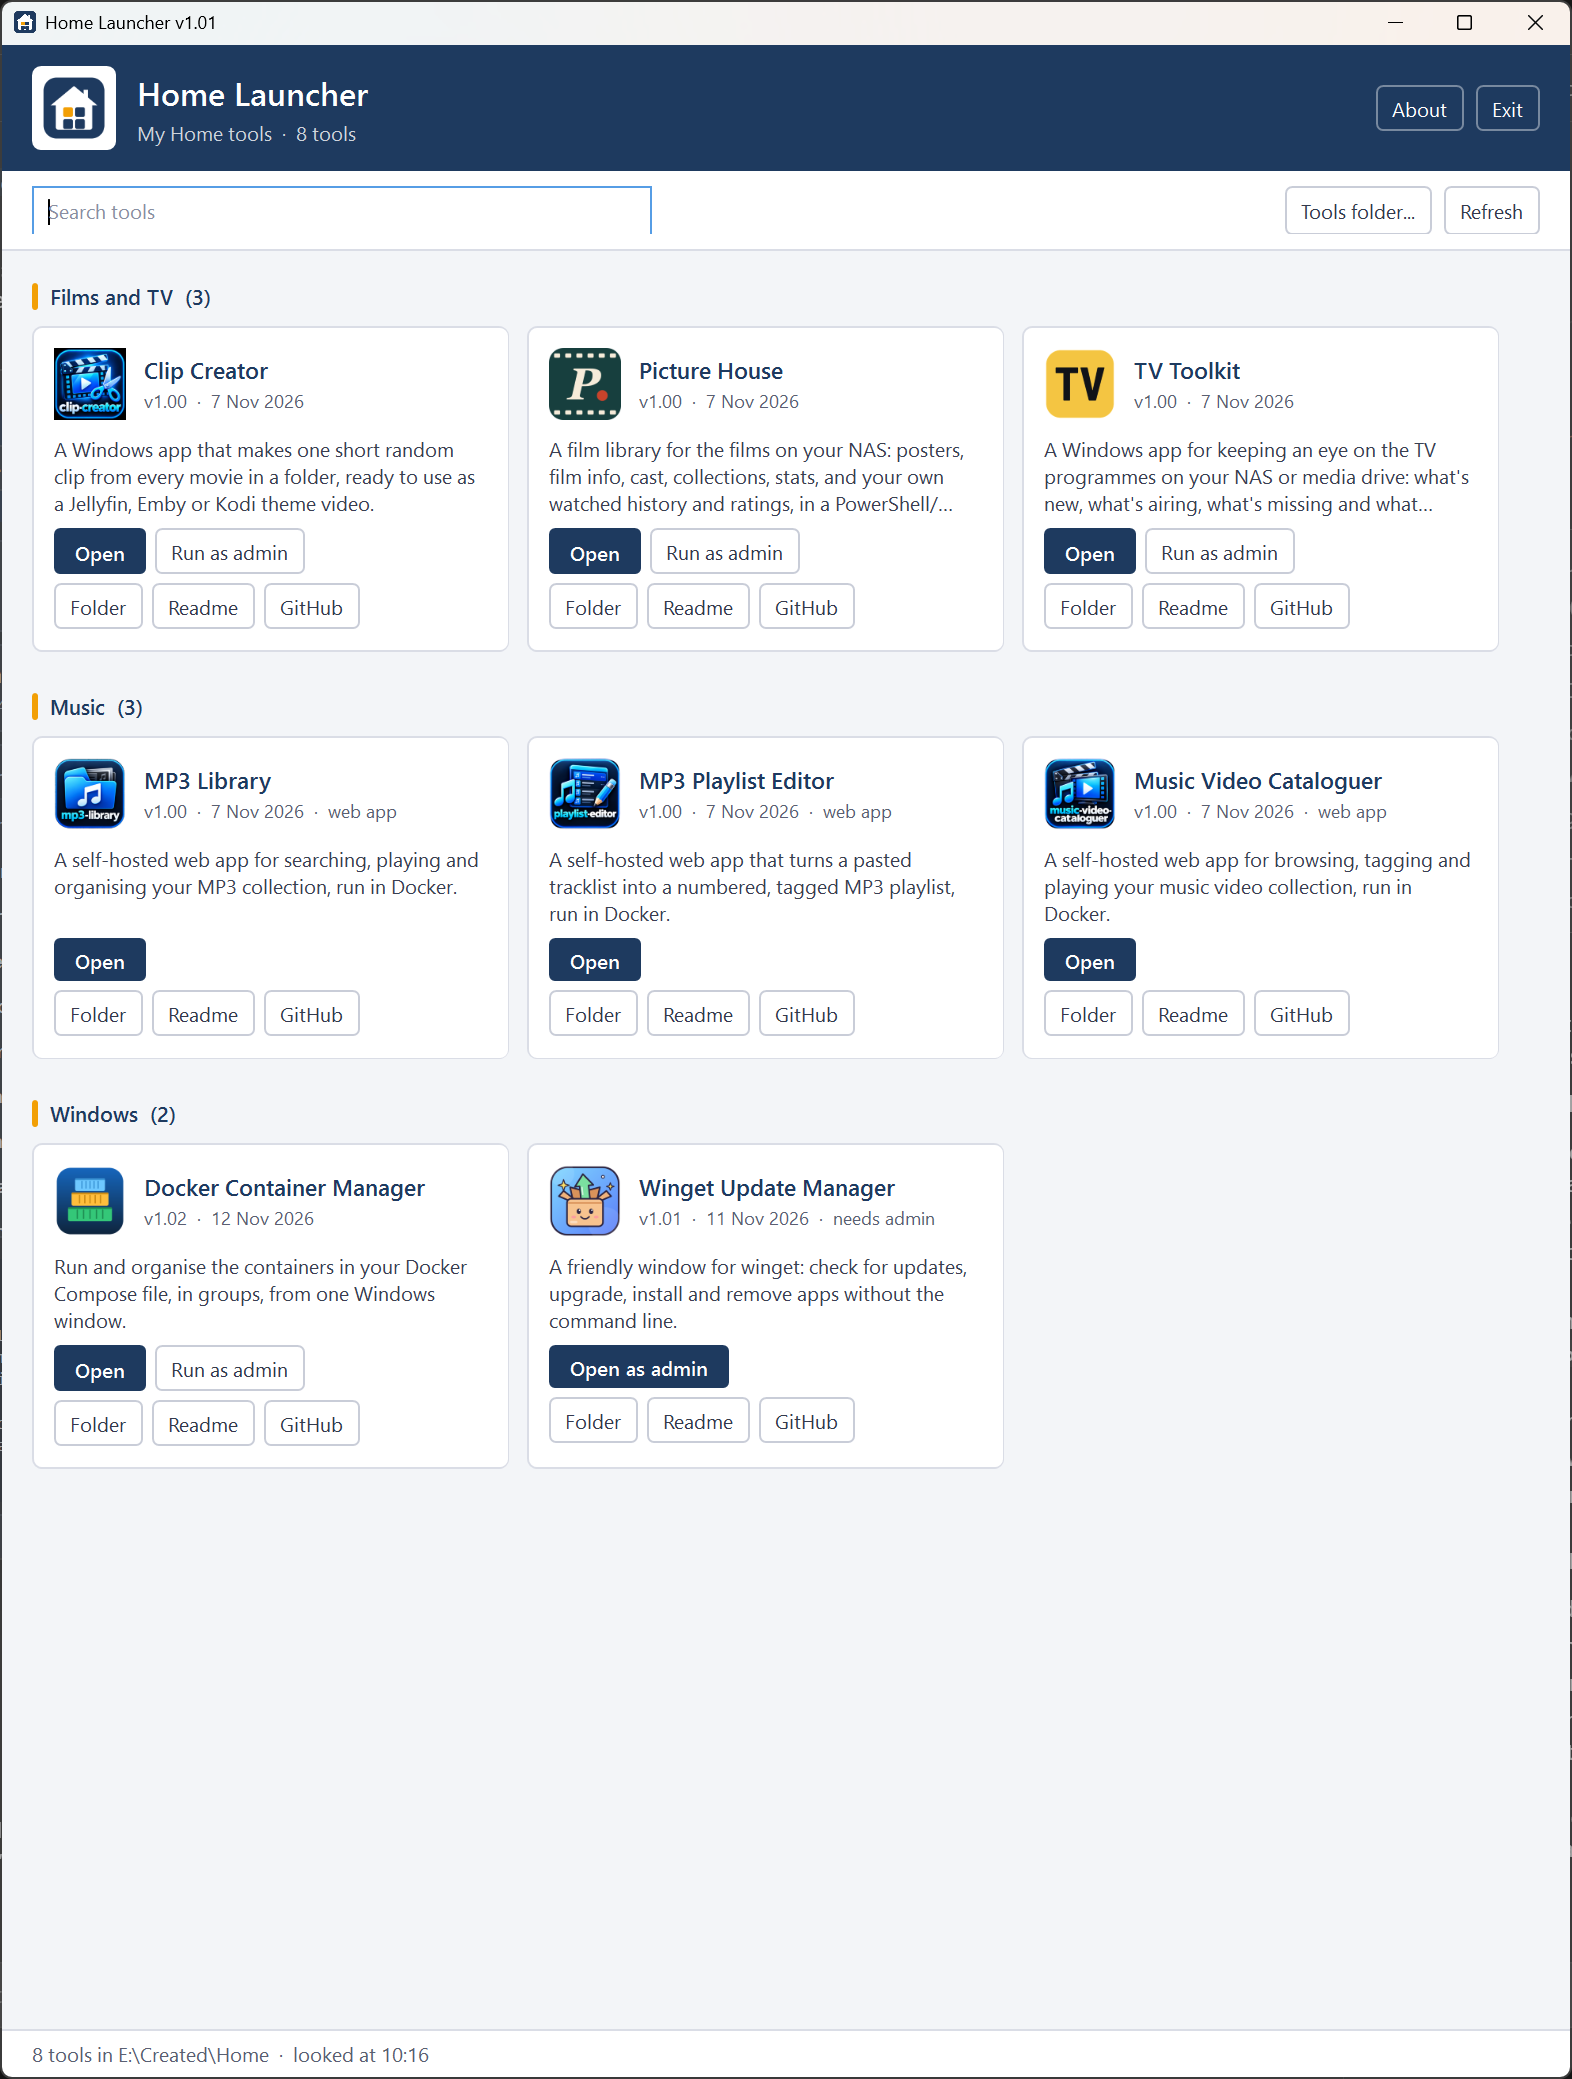 Home Launcher v1.01
Home Launcher
About
Exit
My Home tools · 8 tools
Search tools
Tools folder...
Refresh
Films and TV (3)
clip-creator
Clip Creator
v1.00 · 7 Nov 2026
A Windows app that makes one short random
clip from every movie in a folder, ready to use as
a Jellyfin, Emby or Kodi theme video.
Open
Run as admin
Folder
Readme
GitHub
P.
Picture House
v1.00 · 7 Nov 2026
A film library for the films on your NAS: posters,
film info, cast, collections, stats, and your own
watched history and ratings, in a PowerShell/...
Open
Run as admin
Folder
Readme
GitHub
TV
TV Toolkit
v1.00 · 7 Nov 2026
A Windows app for keeping an eye on the TV
programmes on your NAS or media drive: what's
new, what's airing, what's missing and what...
Open
Run as admin
Folder
Readme
GitHub
Music (3)
mp3-library
MP3 Library
v1.00 · 7 Nov 2026 · web app
A self-hosted web app for searching, playing and
organising your MP3 collection, run in Docker.
Open
Folder
Readme
GitHub
playlist-editor
MP3 Playlist Editor
v1.00 · 7 Nov 2026 · web app
A self-hosted web app that turns a pasted
tracklist into a numbered, tagged MP3 playlist,
run in Docker.
Open
Folder
Readme
GitHub
music-video-
cataloguer
Music Video Cataloguer
v1.00 · 7 Nov 2026 · web app
A self-hosted web app for browsing, tagging and
playing your music video collection, run in
Docker.
Open
Folder
Readme
GitHub
Windows (2)
Docker Container Manager
v1.02 · 12 Nov 2026
Run and organise the containers in your Docker
Compose file, in groups, from one Windows
window.
Open
Run as admin
Folder
Readme
GitHub
Winget Update Manager
v1.01 · 11 Nov 2026 · needs admin
A friendly window for winget: check for updates,
upgrade, install and remove apps without the
command line.
Open as admin
Folder
Readme
GitHub
8 tools in E:\Created\Home · looked at 10:16